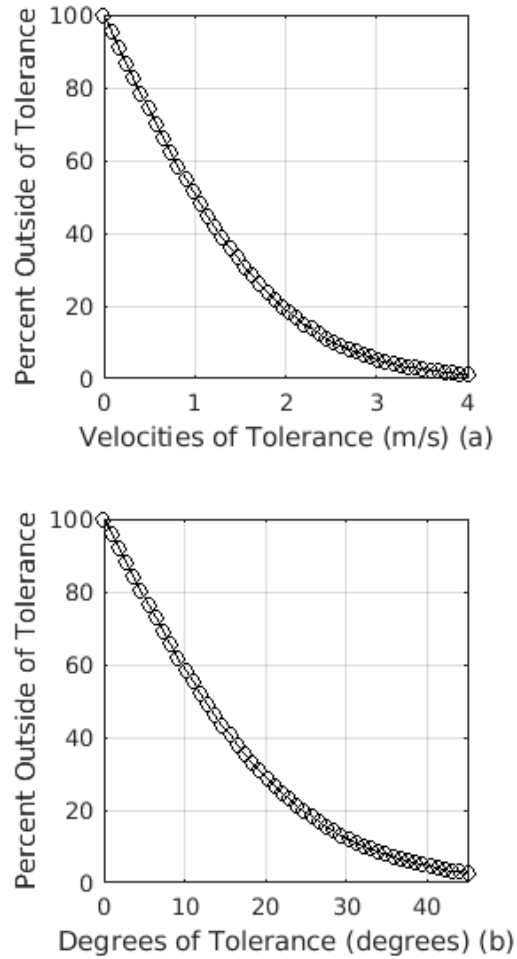 100
80
60
40
20
0
Percent Outside of Tolerance
0 1 2 3 4
Velocities of Tolerance (m/s) (a)
100
80
60
40
20
0
Percent Outside of Tolerance
0 10 20 30 40
Degrees of Tolerance (degrees) (b)